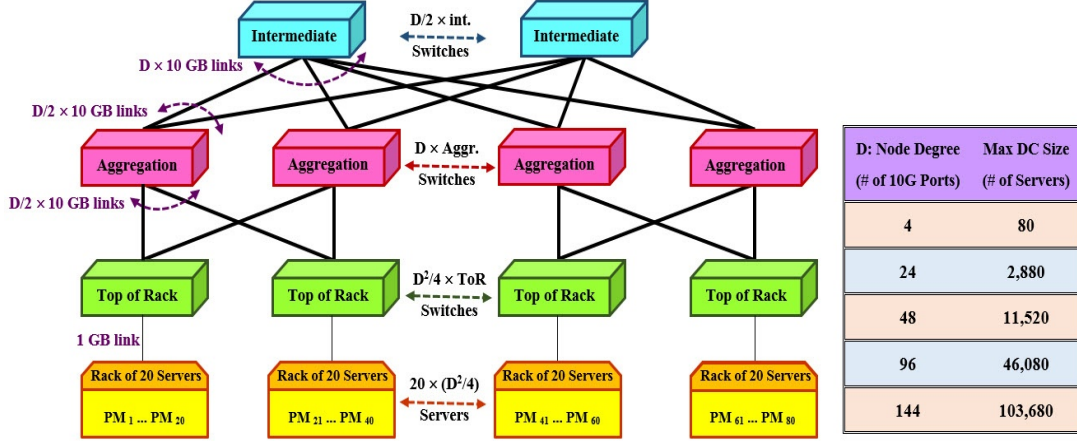 D/2 × int.
Switches
Intermediate
Intermediate
D × 10 GB links
D/2 × 10 GB links
Aggregation
Aggregation
D × Aggr.
Switches
Aggregation
Aggregation
D/2 × 10 GB links
Top of Rack
Top of Rack
D²/4 × ToR
Switches
Top of Rack
Top of Rack
1 GB link
Rack of 20 Servers
Rack of 20 Servers
20 × (D²/4)
Servers
Rack of 20 Servers
Rack of 20 Servers
PM 1 ... PM 20
PM 21 ... PM 40
PM 41 ... PM 60
PM 61 ... PM 80
D: Node Degree Max DC Size
(# of 10G Ports) (# of Servers)
4 80
24 2,880
48 11,520
96 46,080
144 103,680